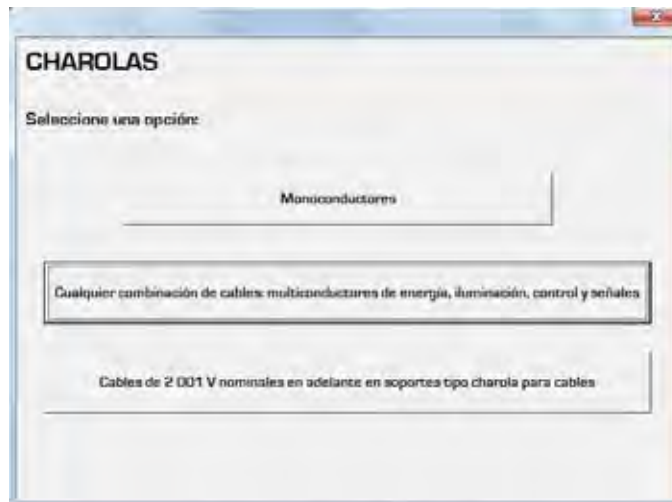 CHAROLAS
Seleccione una opción:
Monoconductores
Cualquier combinación de cables: multiconductores de energía, iluminación, control y señales
Cables de 2 001 V nominales en adelante en soportes tipo charola para cables